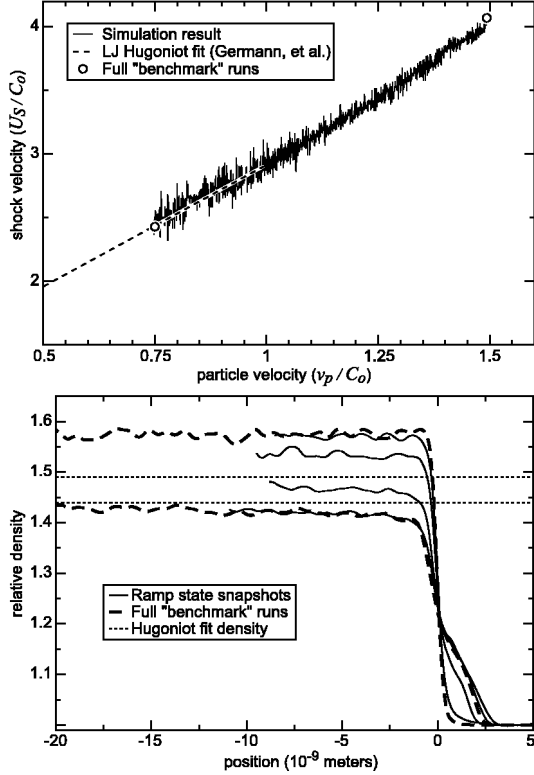 4
3
2
shock velocity (U_S / C_o)
Simulation result
LJ Hugoniot fit (Germann, et al.)
Full "benchmark" runs
0.5 0.75 1 1.25 1.5
particle velocity (v_p / C_o)
1.6
1.5
1.4
1.3
1.2
1.1
relative density
Ramp state snapshots
Full "benchmark" runs
Hugoniot fit density
-20 -15 -10 -5 0 5
position (10⁻⁹ meters)